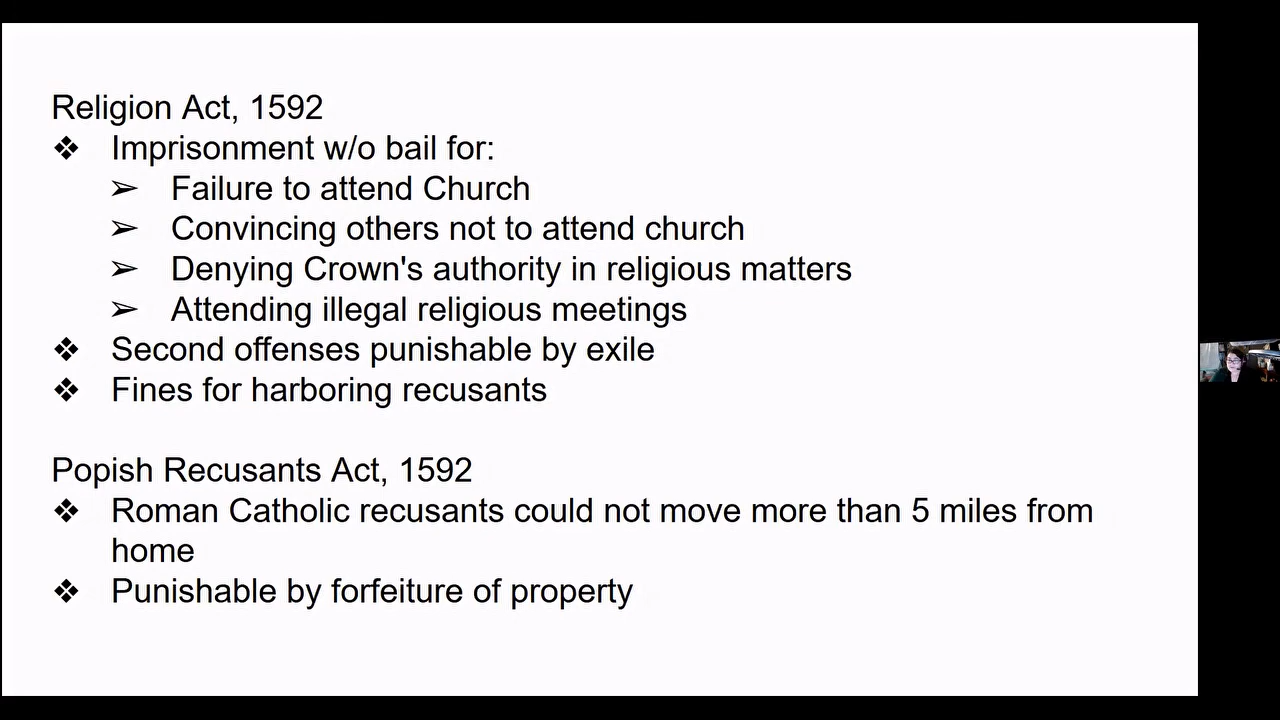 Religion Act, 1592
❖ Imprisonment w/o bail for:
➢ Failure to attend Church
➢ Convincing others not to attend church
➢ Denying Crown's authority in religious matters
➢ Attending illegal religious meetings
❖ Second offenses punishable by exile
❖ Fines for harboring recusants
Popish Recusants Act, 1592
❖ Roman Catholic recusants could not move more than 5 miles from
home
❖ Punishable by forfeiture of property